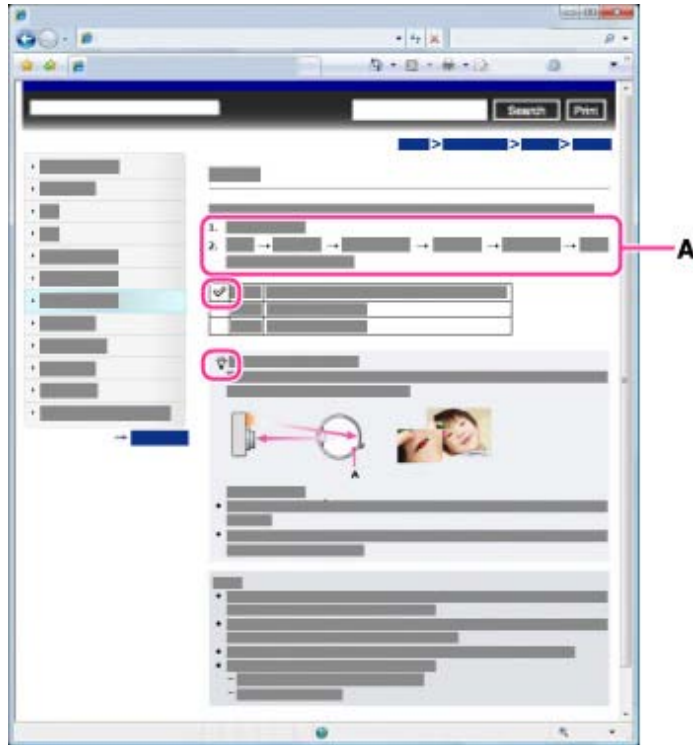 Search Print
> > >
1.
2. → → → → →
A
→
A